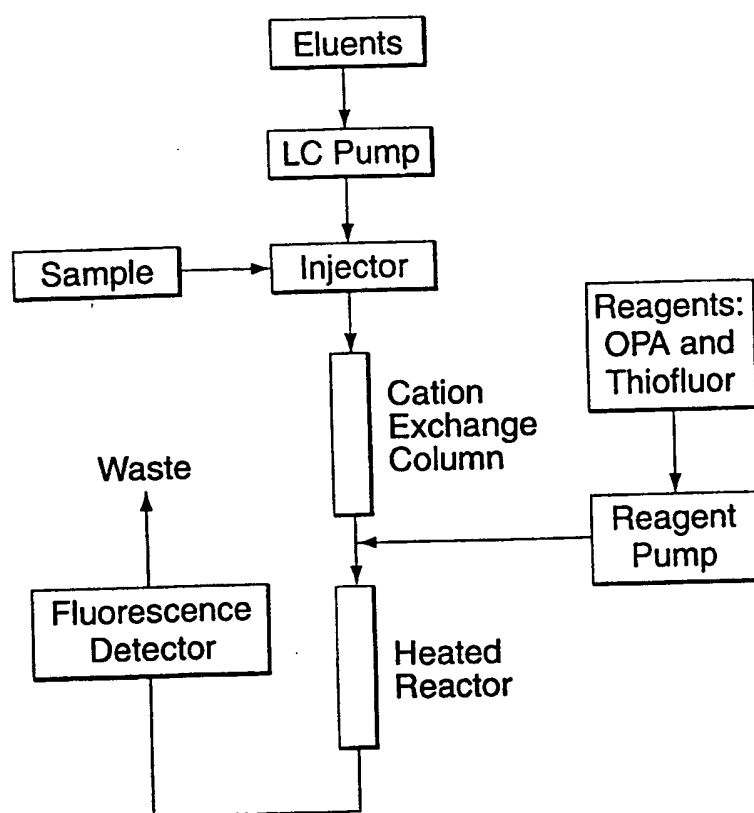 Eluents
LC Pump
Sample
Injector
Reagents:
OPA and
Thiofluor
Cation
Exchange
Column
Waste
Reagent
Pump
Fluorescence
Detector
Heated
Reactor